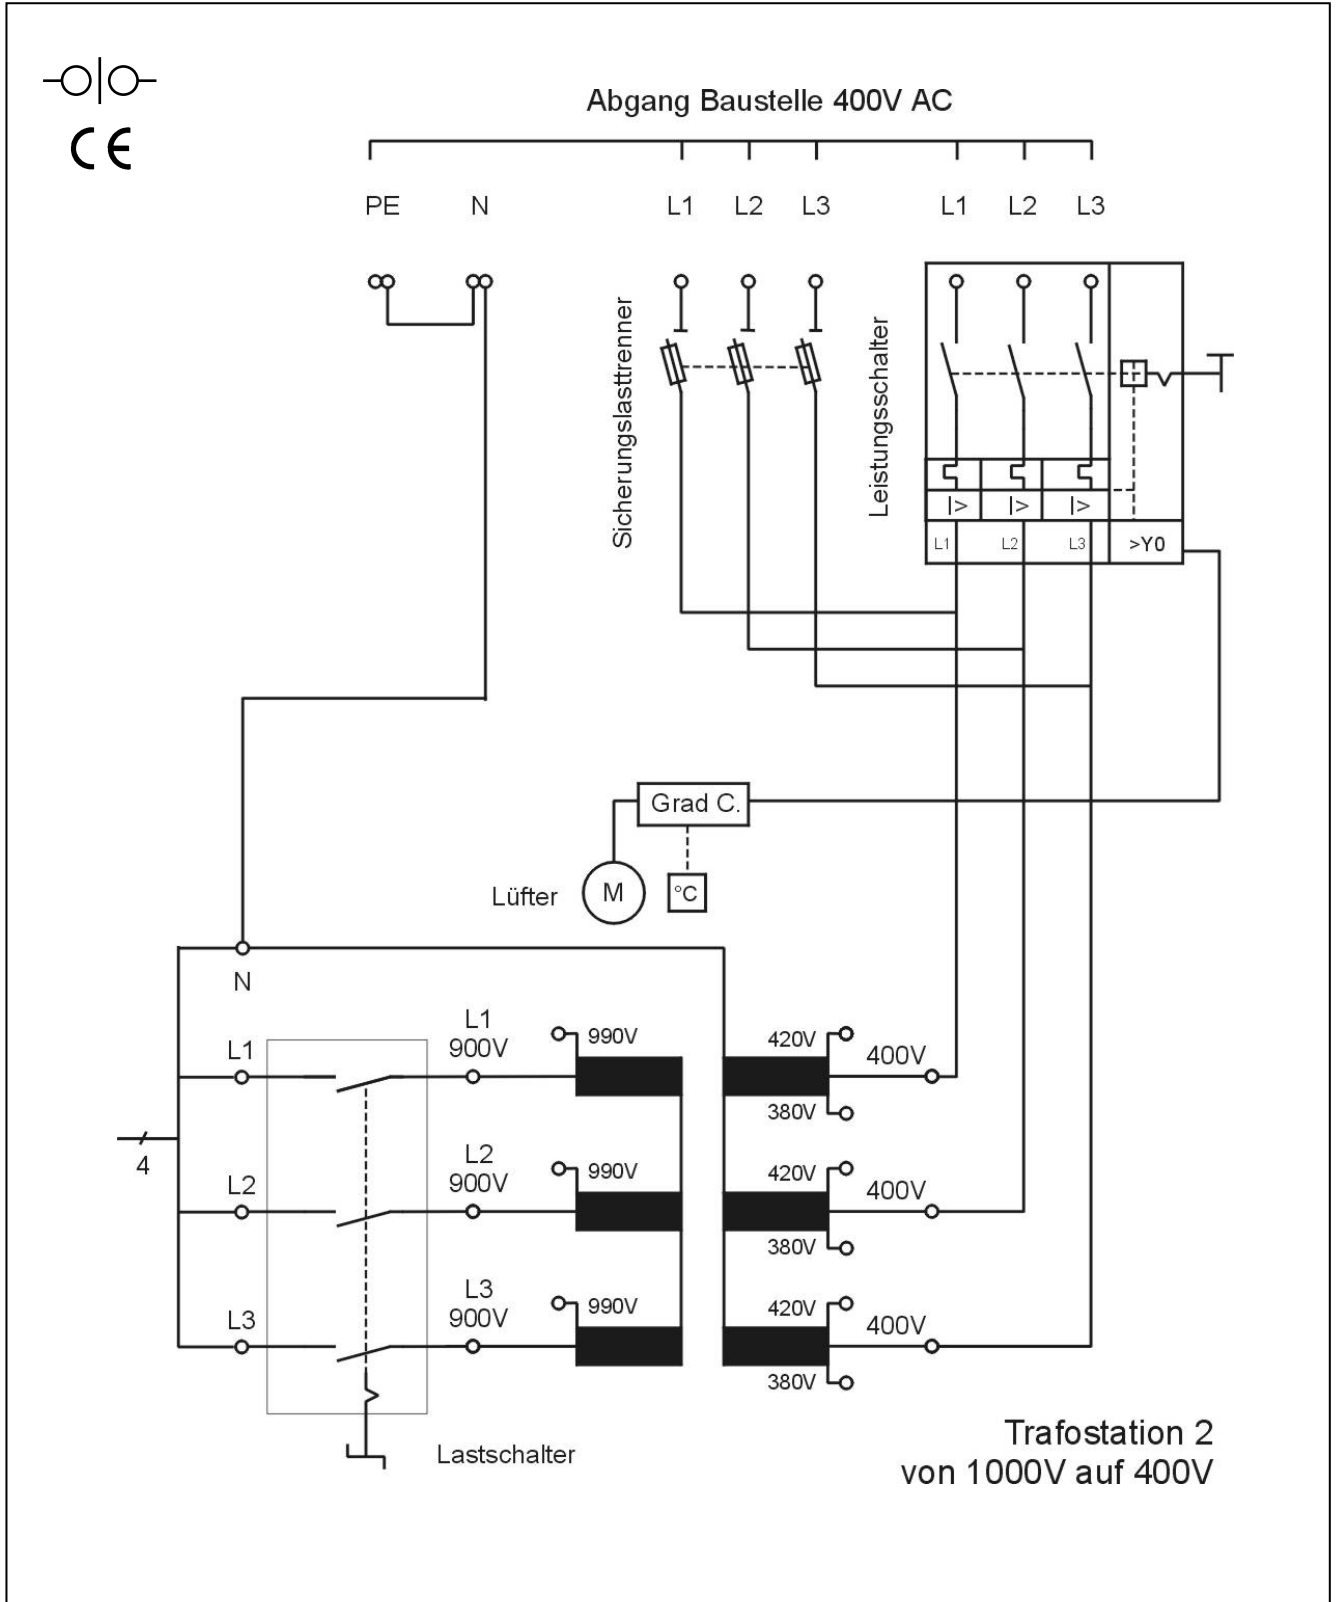 CE
Abgang Baustelle 400V AC
PE N L1 L2 L3 L1 L2 L3
Sicherungslasttrenner
Leistungsschalter
I> I> I>
L1 L2 L3 >Y0
Grad C.
Lüfter M °C
N
L1 L1 900V 990V 420V 400V 380V
4
L2 L2 900V 990V 420V 400V 380V
L3 L3 900V 990V 420V 400V 380V
Lastschalter
Trafostation 2
von 1000V auf 400V